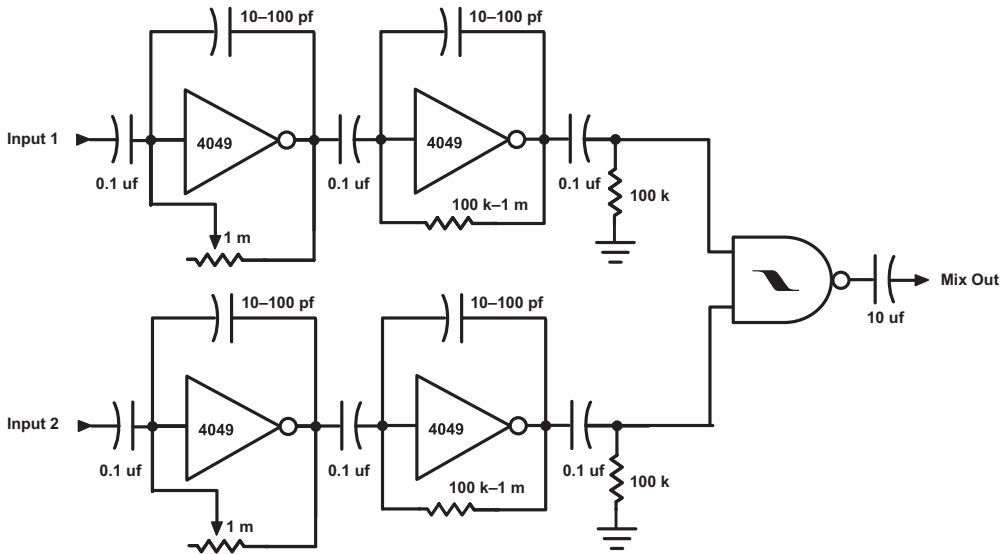 10–100 pf
10–100 pf
Input 1
4049
4049
0.1 uf
0.1 uf
0.1 uf
100 k
100 k–1 m
1 m
Mix Out
10 uf
10–100 pf
10–100 pf
Input 2
4049
4049
0.1 uf
0.1 uf
0.1 uf
100 k
100 k–1 m
1 m